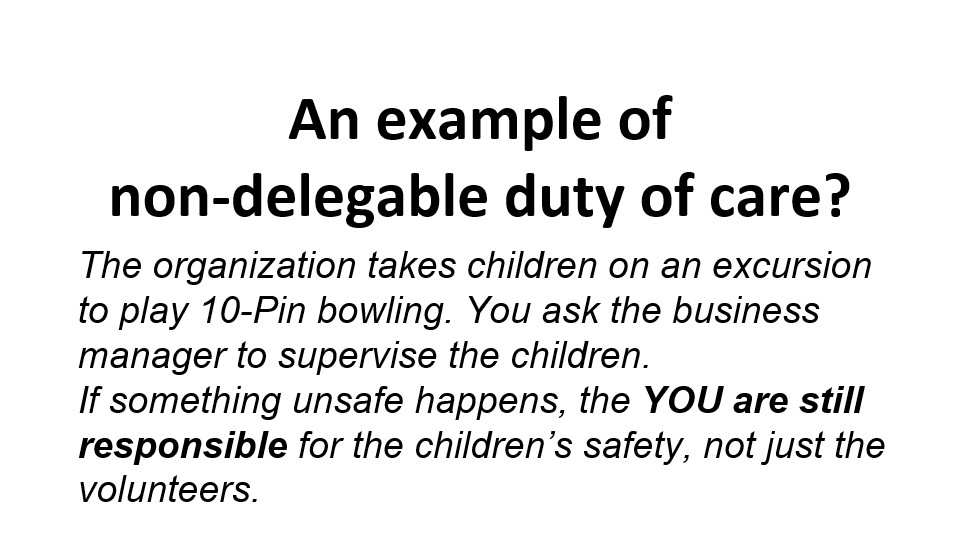 An example of
non-delegable duty of care?
The organization takes children on an excursion
to play 10-Pin bowling. You ask the business
manager to supervise the children.
If something unsafe happens, the YOU are still
responsible for the children’s safety, not just the
volunteers.